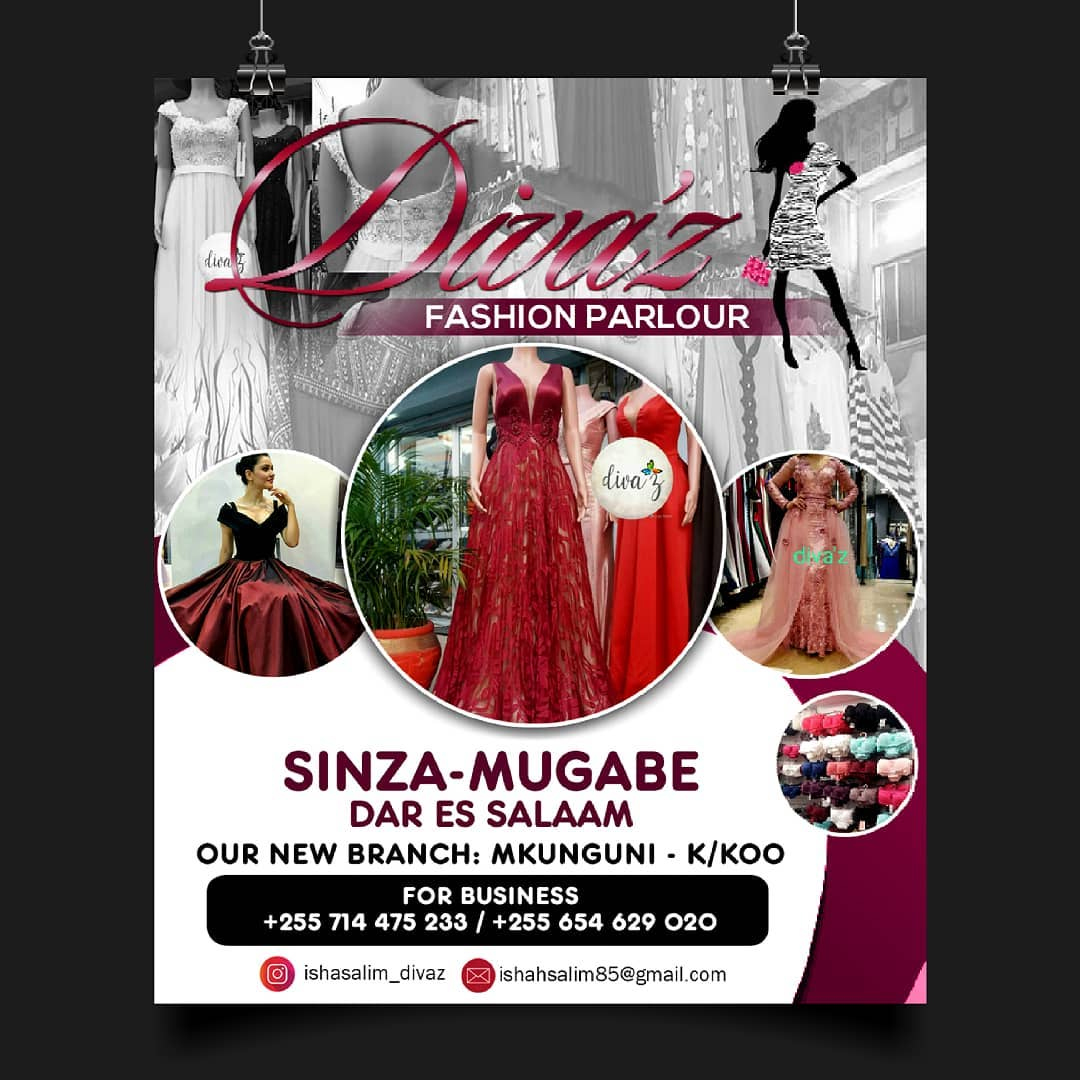 Diva'z
FASHION PARLOUR
diva'z
diva'z
diva'z
SINZA-MUGABE
DAR ES SALAAM
OUR NEW BRANCH: MKUNGUNI - K/KOO
FOR BUSINESS
+255 714 475 233 / +255 654 629 020
ishasalim_divaz
ishahsalim85@gmail.com